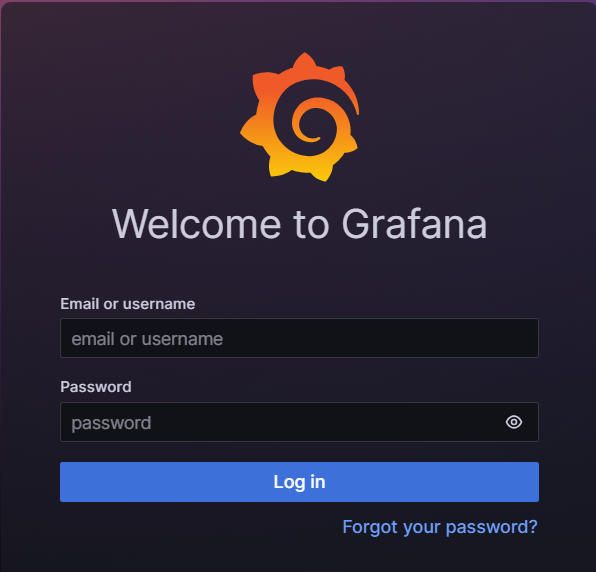 Welcome to Grafana
Email or username
email or username
Password
password
Log in
Forgot your password?